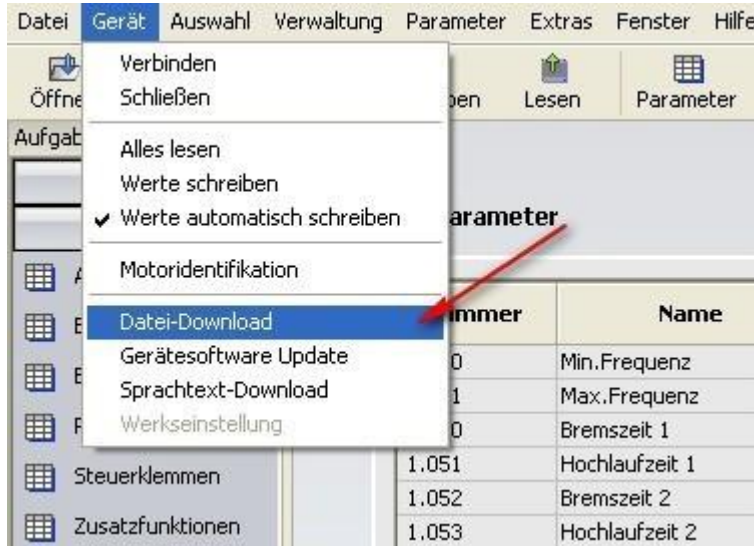 Datei Gerät Auswahl Verwaltung Parameter Extras Fenster Hilfe
Verbinden
Schließen
Lesen Parameter
Alles lesen
Werte schreiben
Werte automatisch schreiben
Motoridentifikation
Datei-Download
Gerätesoftware Update
Sprachtext-Download
Werkseinstellung
Steuerklemmen
Zusatzfunktionen
Name
Min.Frequenz
Max.Frequenz
Bremszeit 1
1.051 Hochlaufzeit 1
1.052 Bremszeit 2
1.053 Hochlaufzeit 2